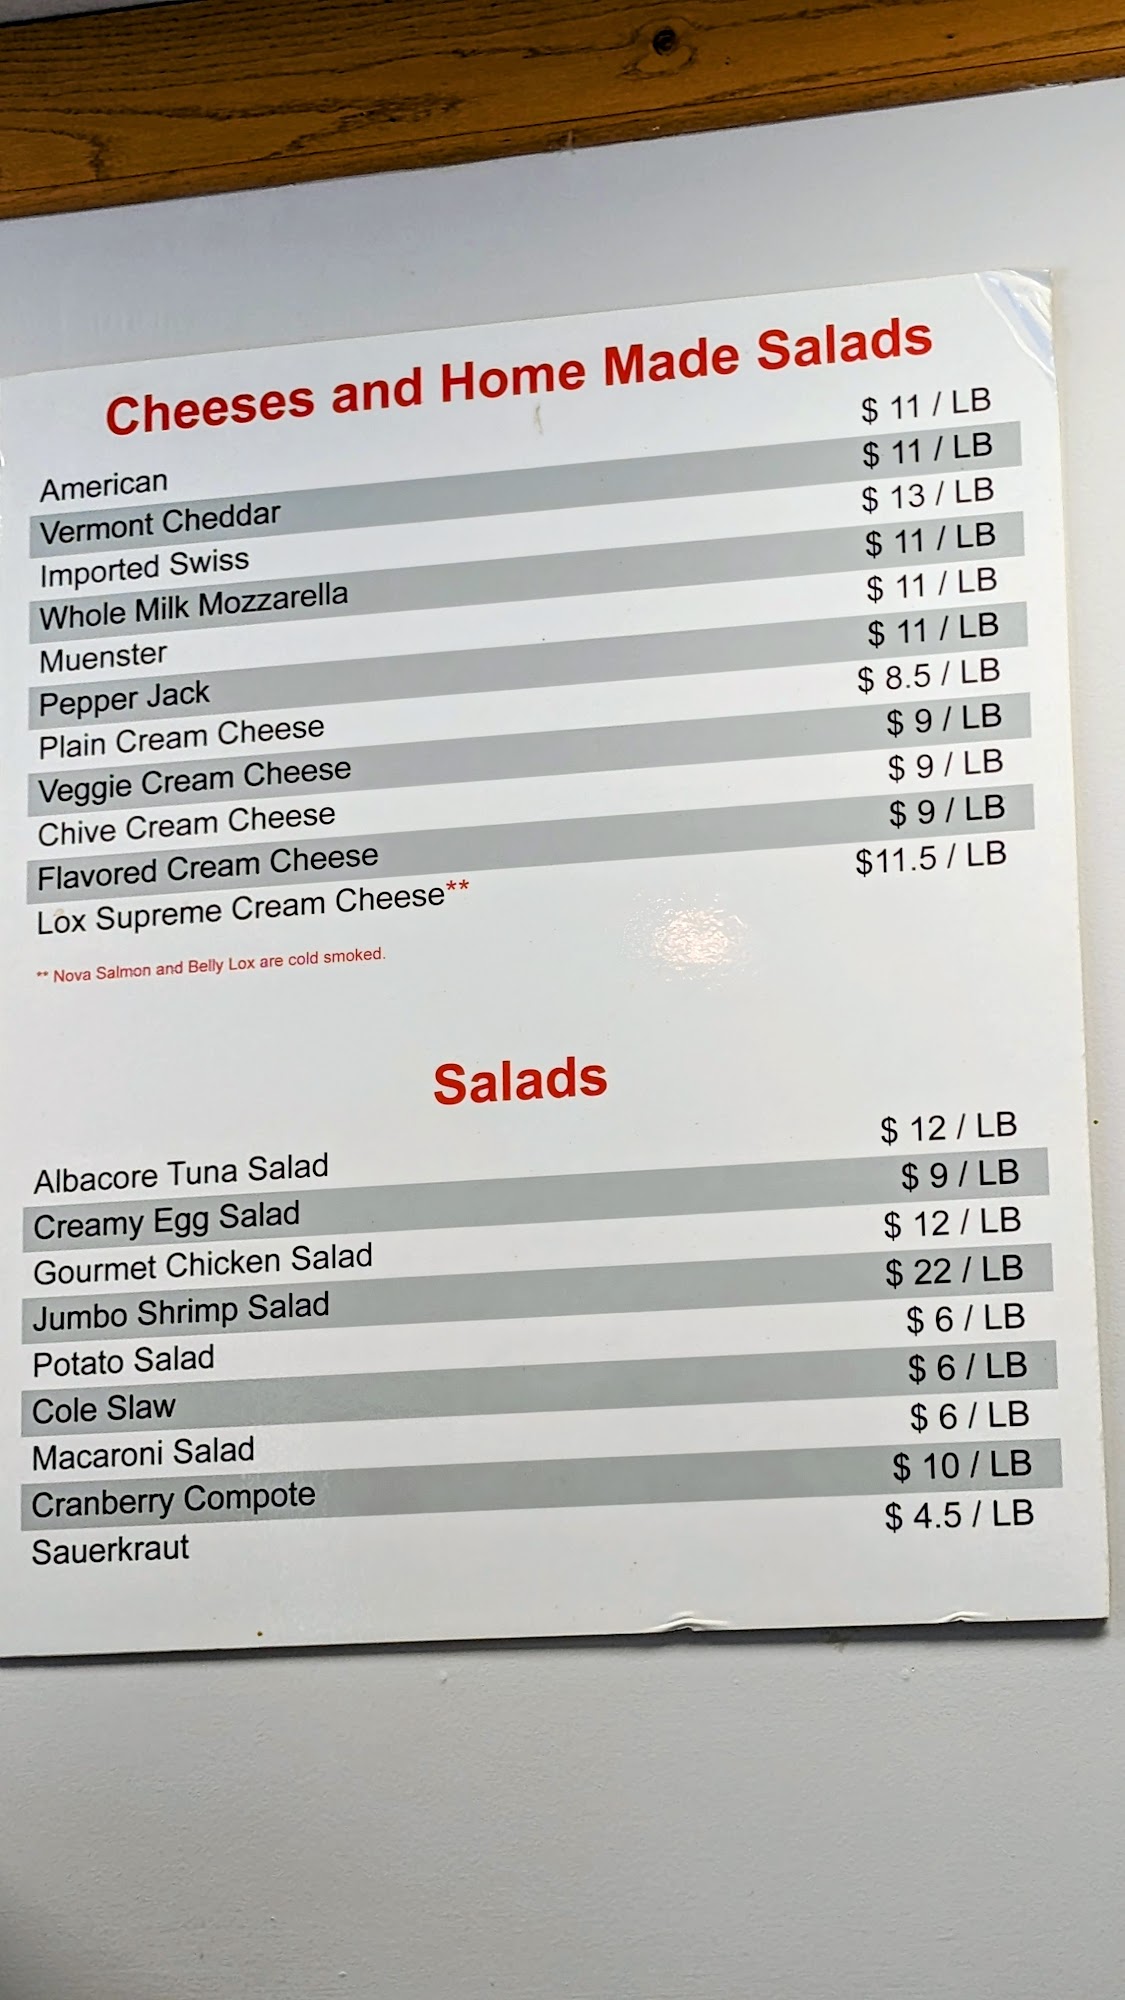 Cheeses and Home Made Salads
American $ 11 / LB
Vermont Cheddar $ 11 / LB
Imported Swiss $ 13 / LB
Whole Milk Mozzarella $ 11 / LB
Muenster $ 11 / LB
Pepper Jack $ 11 / LB
Plain Cream Cheese $ 8.5 / LB
Veggie Cream Cheese $ 9 / LB
Chive Cream Cheese $ 9 / LB
Flavored Cream Cheese $ 9 / LB
Lox Supreme Cream Cheese** $11.5 / LB
** Nova Salmon and Belly Lox are cold smoked.
Salads
Albacore Tuna Salad $ 12 / LB
Creamy Egg Salad $ 9 / LB
Gourmet Chicken Salad $ 12 / LB
Jumbo Shrimp Salad $ 22 / LB
Potato Salad $ 6 / LB
Cole Slaw $ 6 / LB
Macaroni Salad $ 6 / LB
Cranberry Compote $ 10 / LB
Sauerkraut $ 4.5 / LB